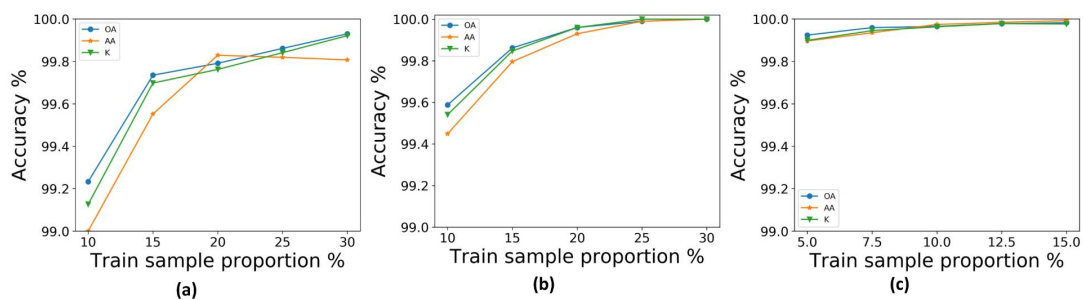 100.0
99.8
99.6
99.4
99.2
99.0
Accuracy %
OA
AA
K
10 15 20 25 30
Train sample proportion %
(a)
100.0
99.8
99.6
99.4
99.2
99.0
Accuracy %
OA
AA
K
10 15 20 25 30
Train sample proportion %
(b)
100.0
99.8
99.6
99.4
99.2
99.0
Accuracy %
OA
AA
K
5.0 7.5 10.0 12.5 15.0
Train sample proportion %
(c)